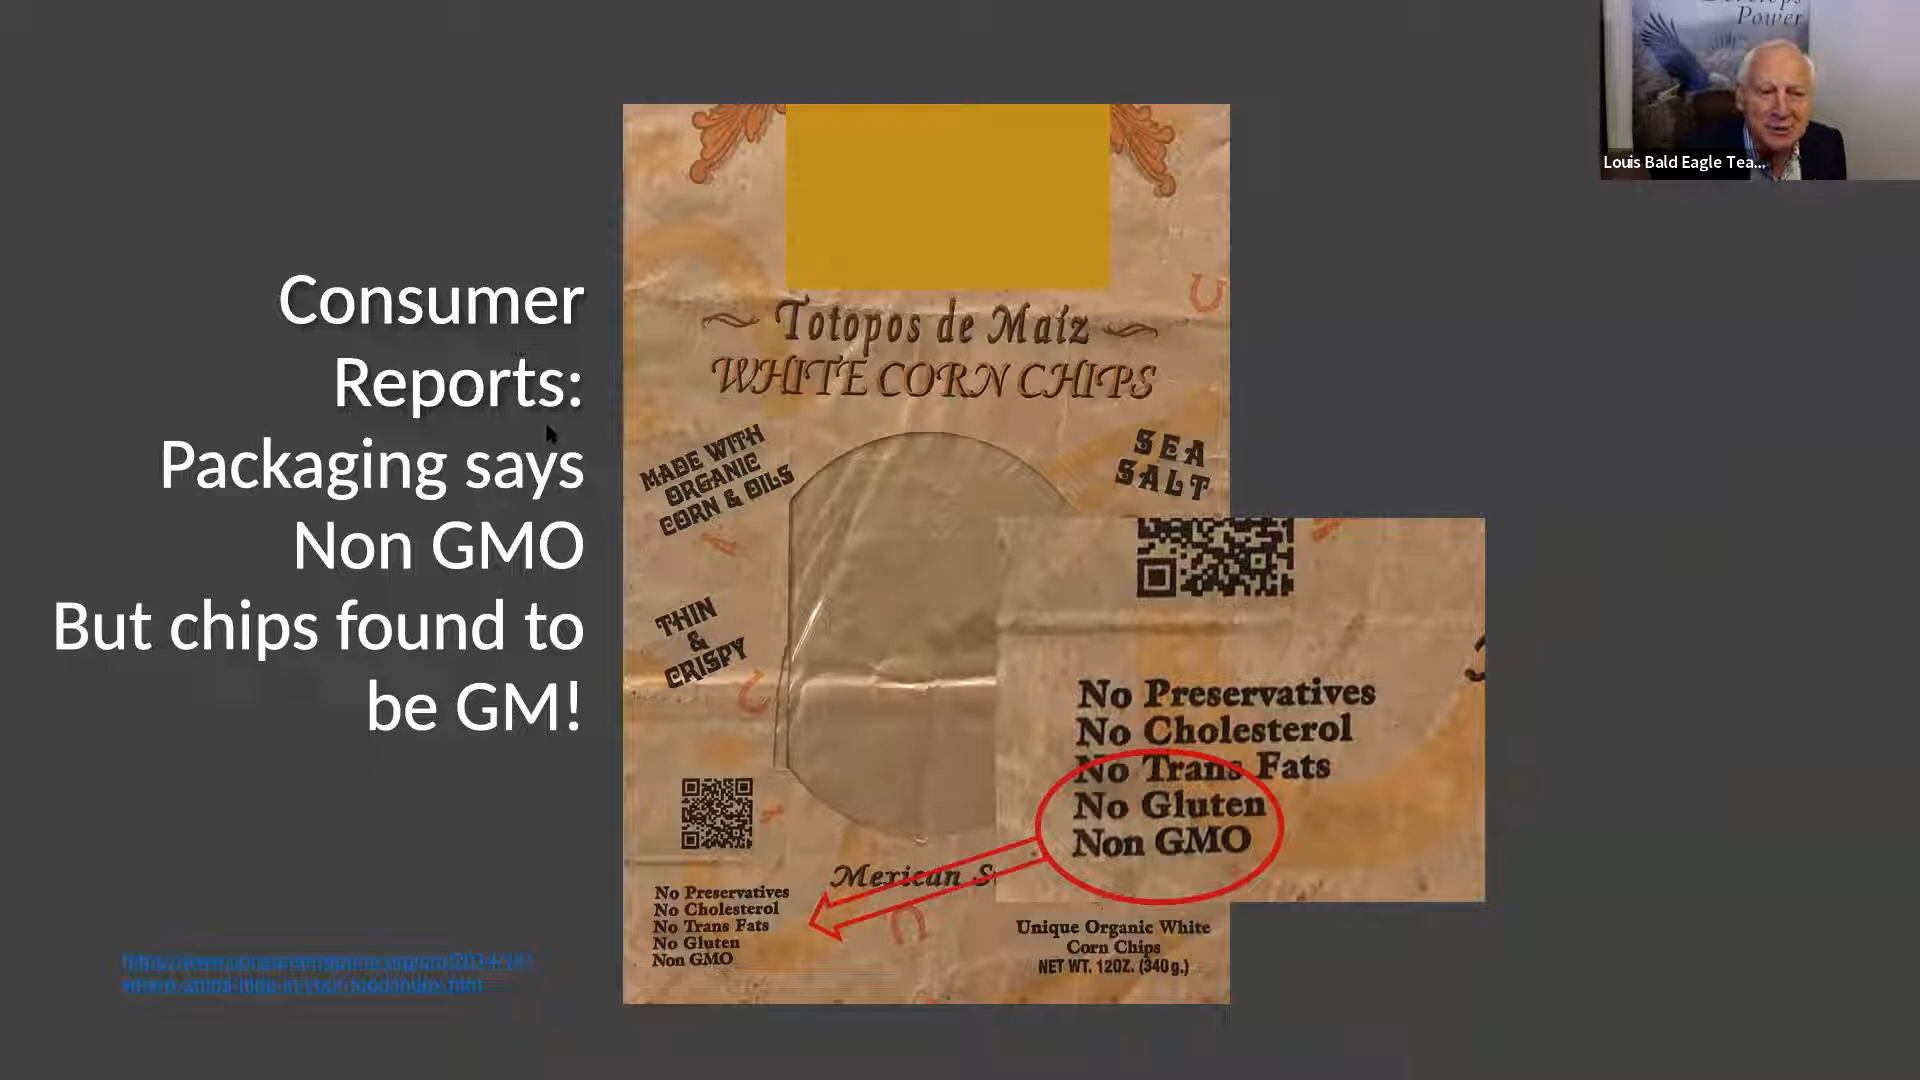 Develops
Power
Louis Bald Eagle Tea...
Consumer
Reports:
Packaging says
Non GMO
But chips found to
be GM!
~ Totopos de Maíz ~
WHITE CORN CHIPS
MADE WITH
ORGANIC
CORN & OILS
SEA
SALT
THIN
&
CRISPY
No Preservatives
No Cholesterol
No Trans Fats
No Gluten
Non GMO
Mexican
No Preservatives
No Cholesterol
No Trans Fats
No Gluten
Non GMO
Unique Organic White
Corn Chips
NET WT. 12OZ. (340g.)